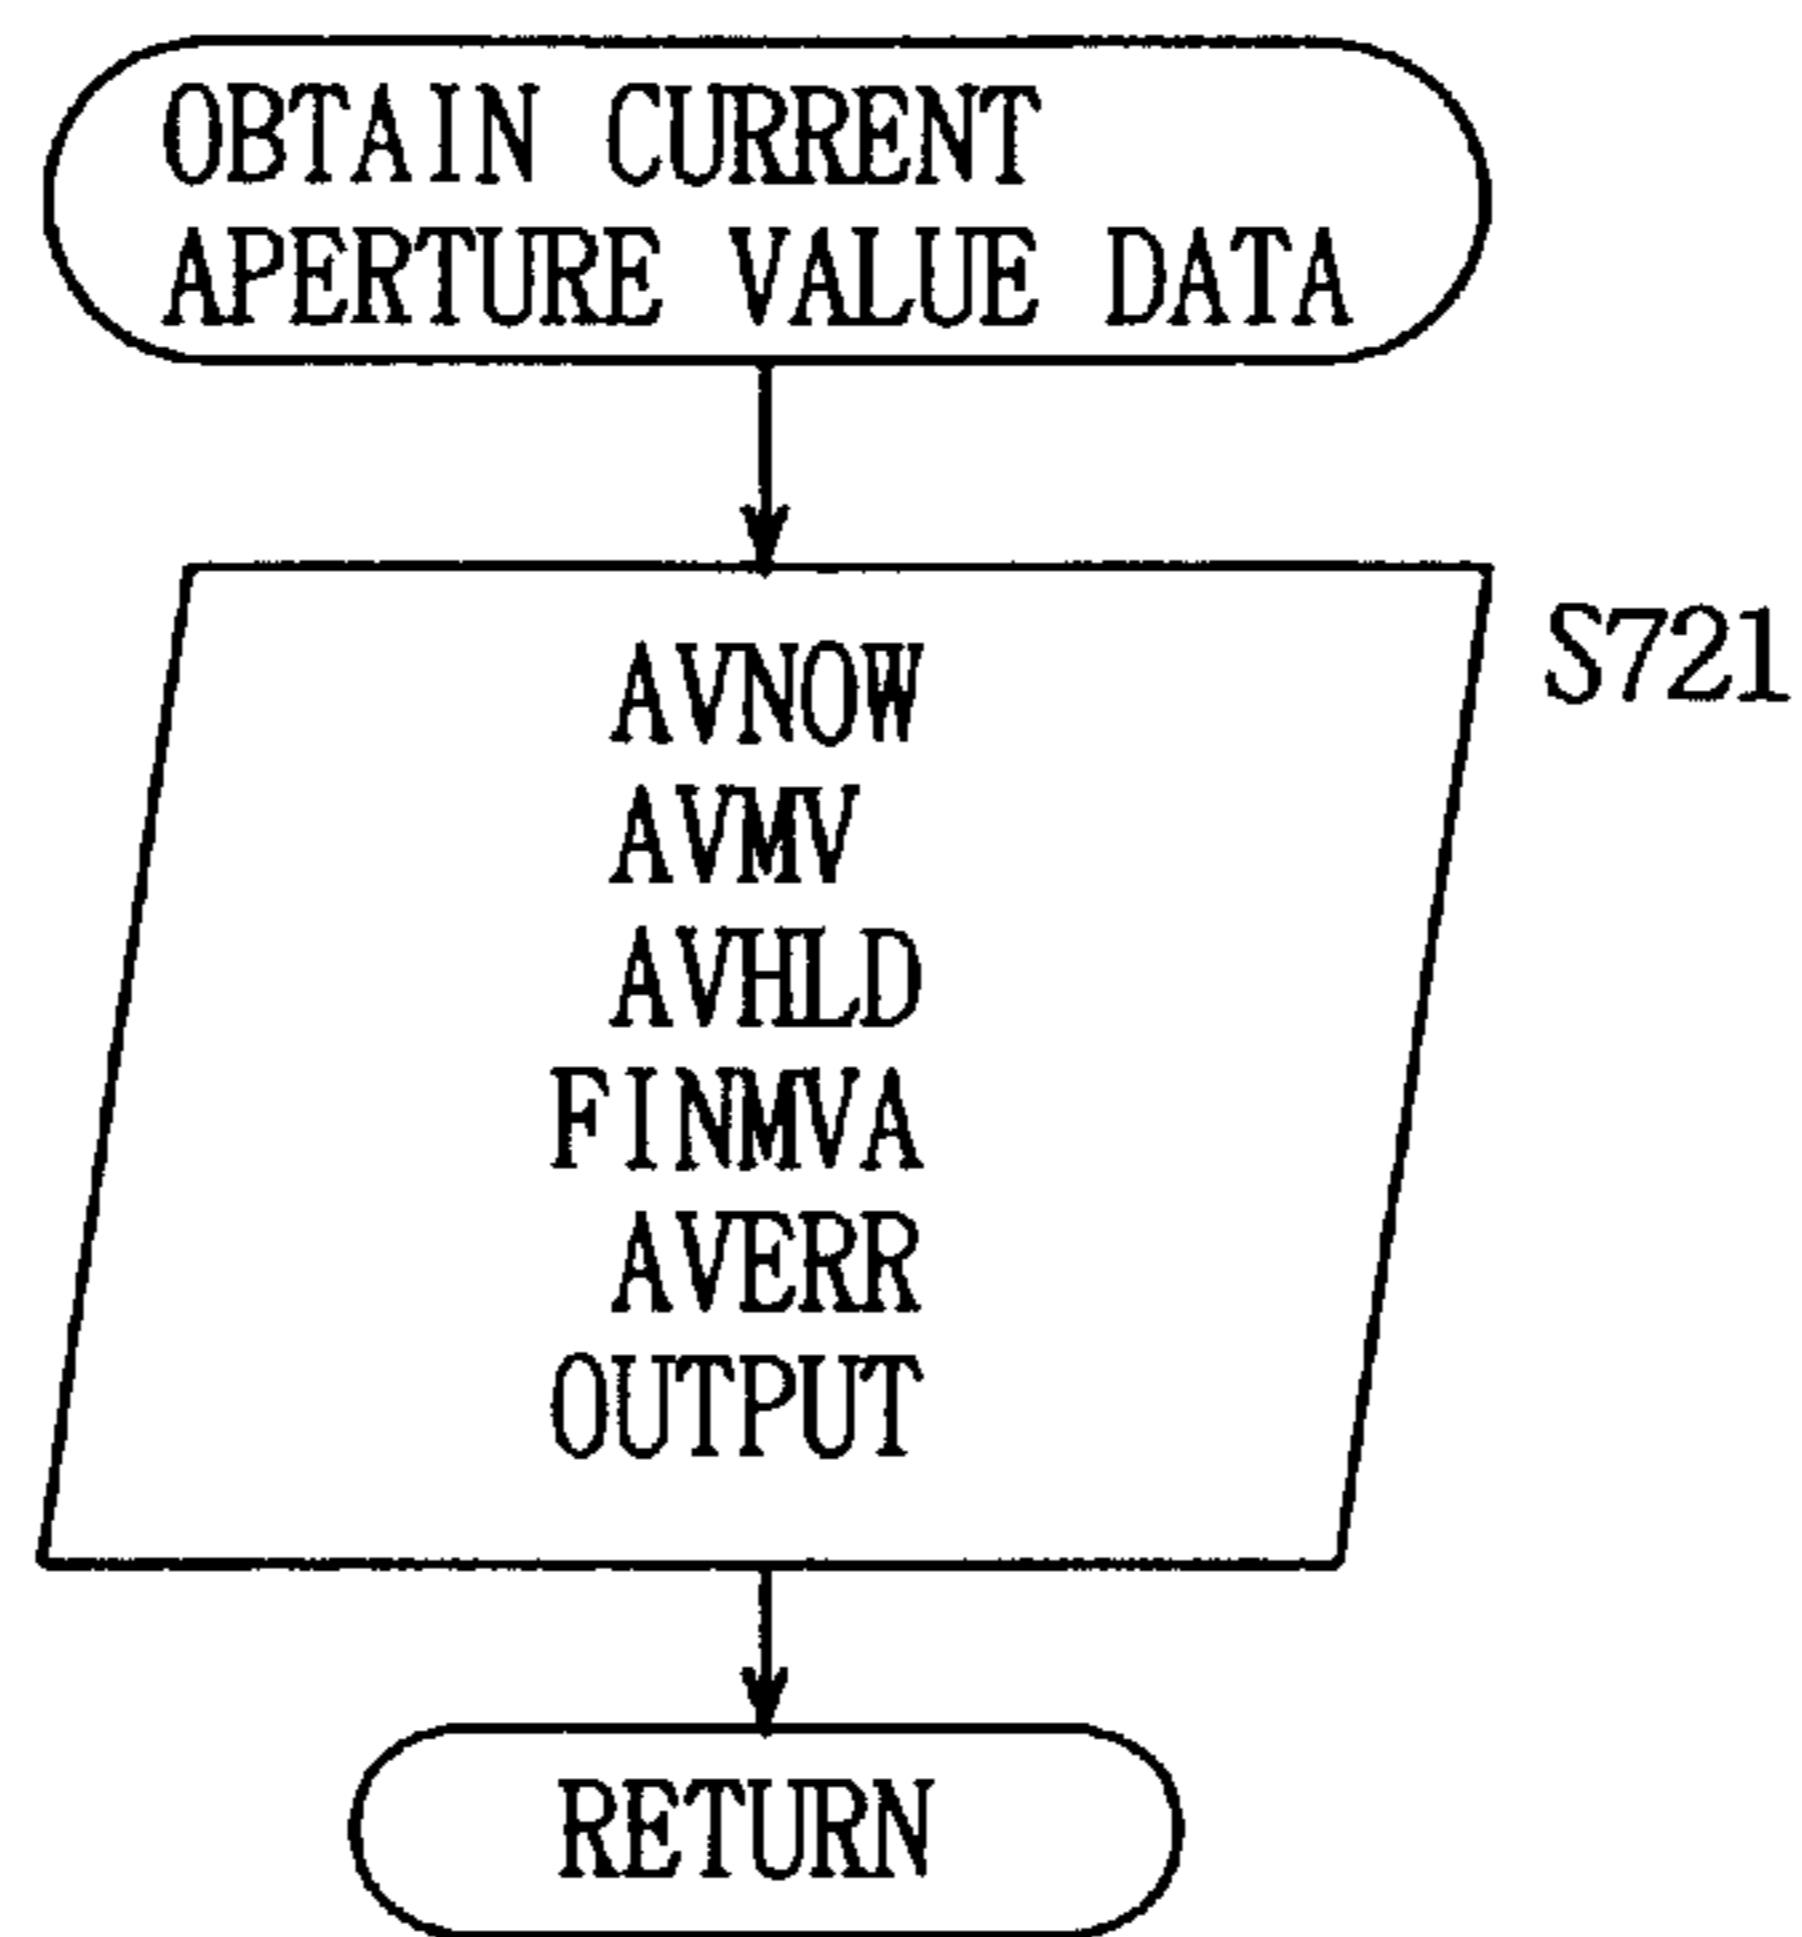 OBTAIN CURRENT
APERTURE VALUE DATA
S721
AVNOW
AVMV
AVHLD
FINMVA
AVERR
OUTPUT
RETURN